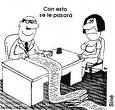 Con esto
se le pasará